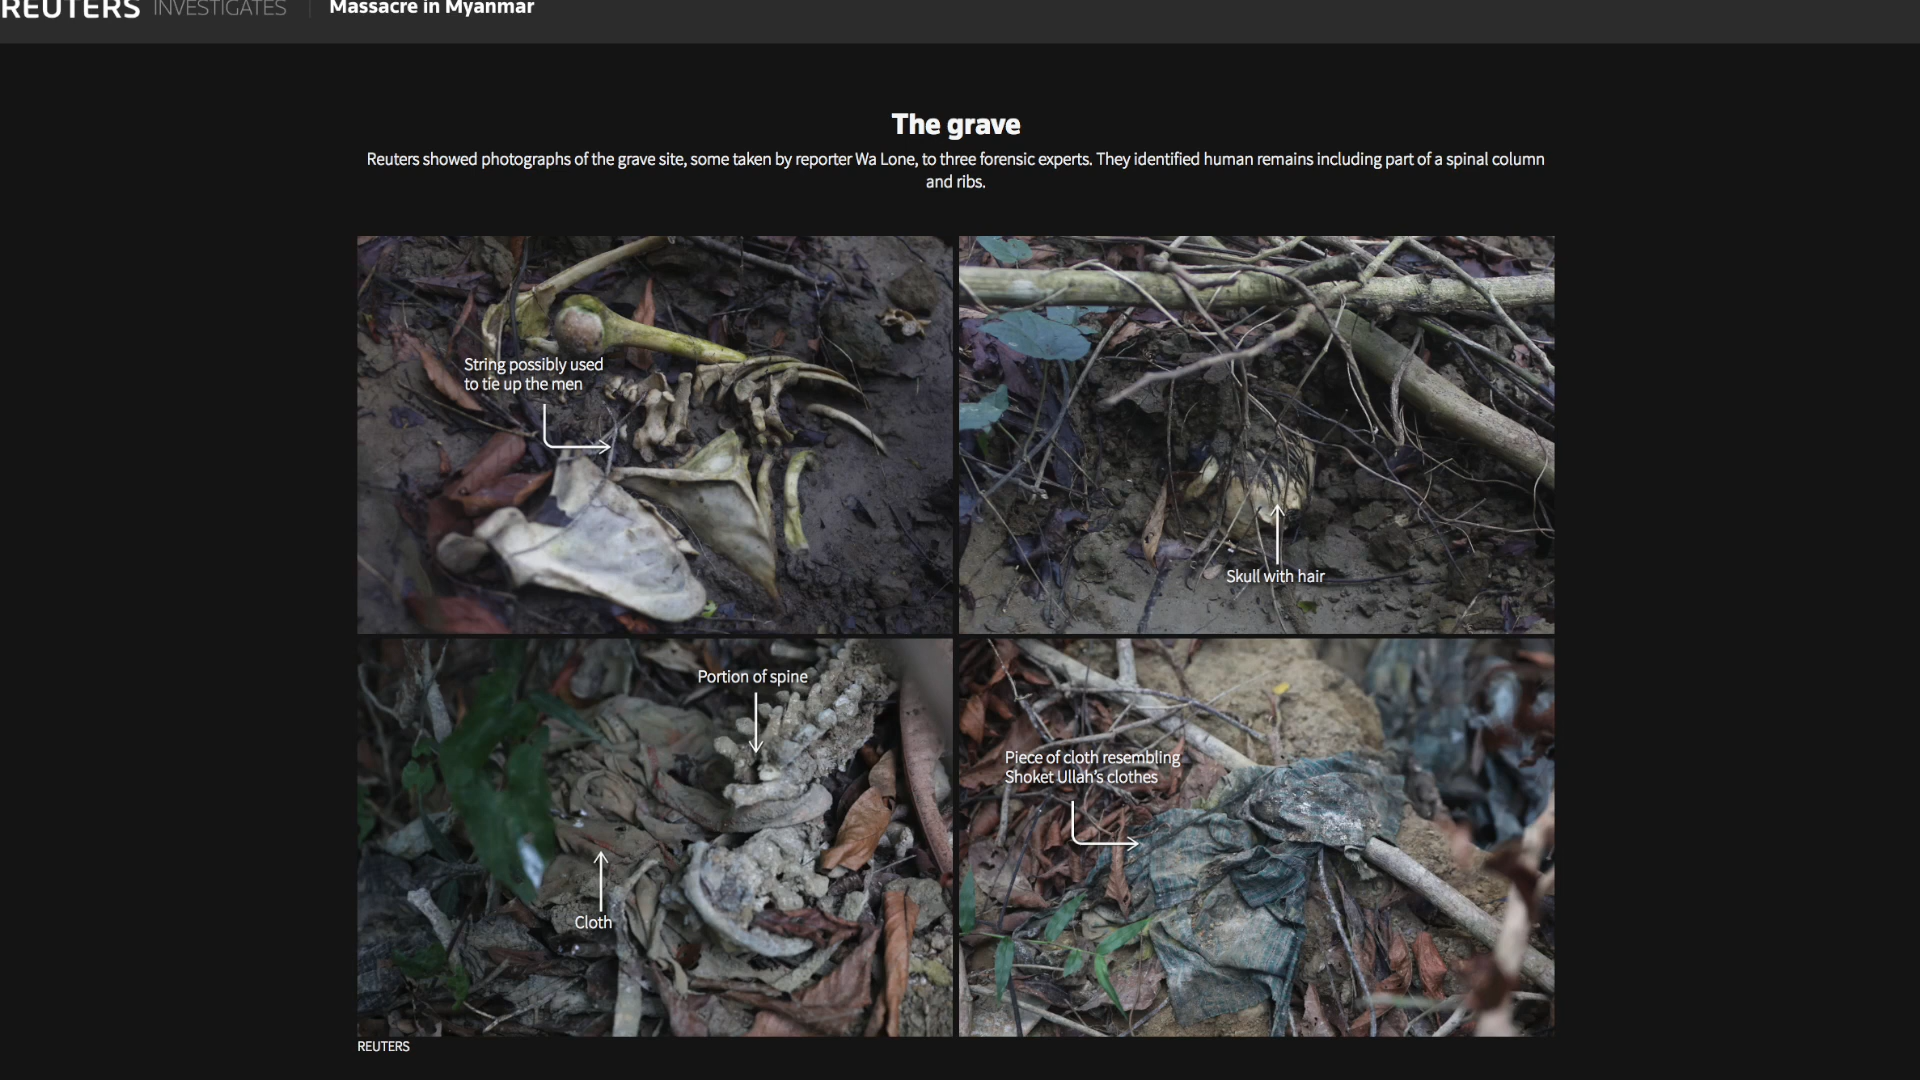 REUTERS INVESTIGATES Massacre in Myanmar
The grave
Reuters showed photographs of the grave site, some taken by reporter Wa Lone, to three forensic experts. They identified human remains including part of a spinal column
and ribs.
String possibly used
to tie up the men
Skull with hair
Portion of spine
Cloth
Piece of cloth resembling
Shoket Ullah's clothes
REUTERS